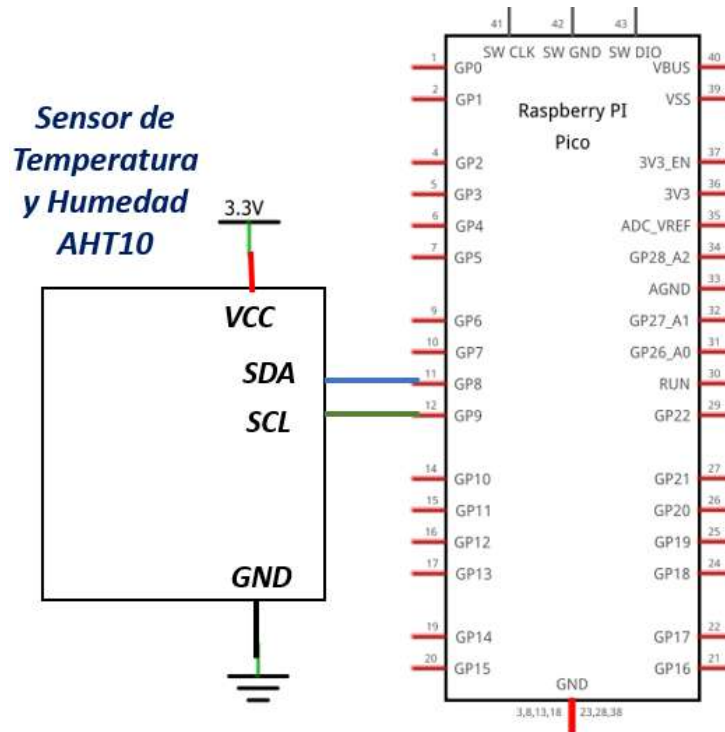 Sensor de
Temperatura
y Humedad
AHT10
3.3V
VCC
SDA
SCL
GND
41 42 43
SW CLK SW GND SW DIO
Raspberry PI
Pico
1 GP0
2 GP1
4 GP2
5 GP3
6 GP4
7 GP5
9 GP6
10 GP7
11 GP8
12 GP9
14 GP10
15 GP11
16 GP12
17 GP13
19 GP14
20 GP15
VBUS 40
VSS 39
3V3_EN 37
3V3 36
ADC_VREF 35
GP28_A2 34
AGND 33
GP27_A1 32
GP26_A0 31
RUN 30
GP22 29
GP21 27
GP20 26
GP19 25
GP18 24
GP17 22
GP16 21
GND
3,8,13,18 23,28,38